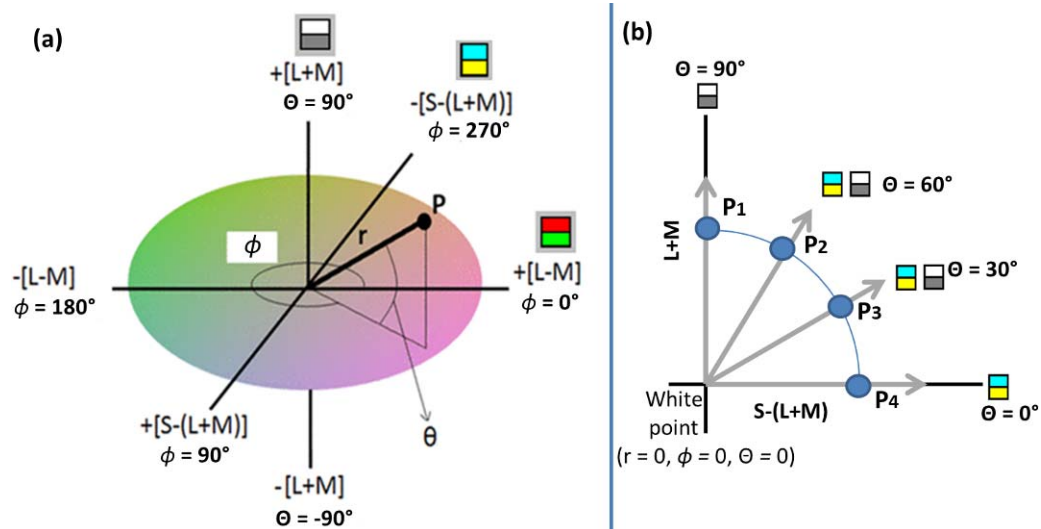 (a)
+[L+M]
Θ = 90°
-[S-(L+M)]
ϕ = 270°
P
r
ϕ
+[L-M]
ϕ = 0°
-[L-M]
ϕ = 180°
θ
+[S-(L+M)]
ϕ = 90°
-[L+M]
Θ = -90°
(b)
Θ = 90°
Θ = 60°
P1
L+M
P2
Θ = 30°
P3
P4
S-(L+M)
Θ = 0°
White
point
(r = 0, ϕ = 0, Θ = 0)